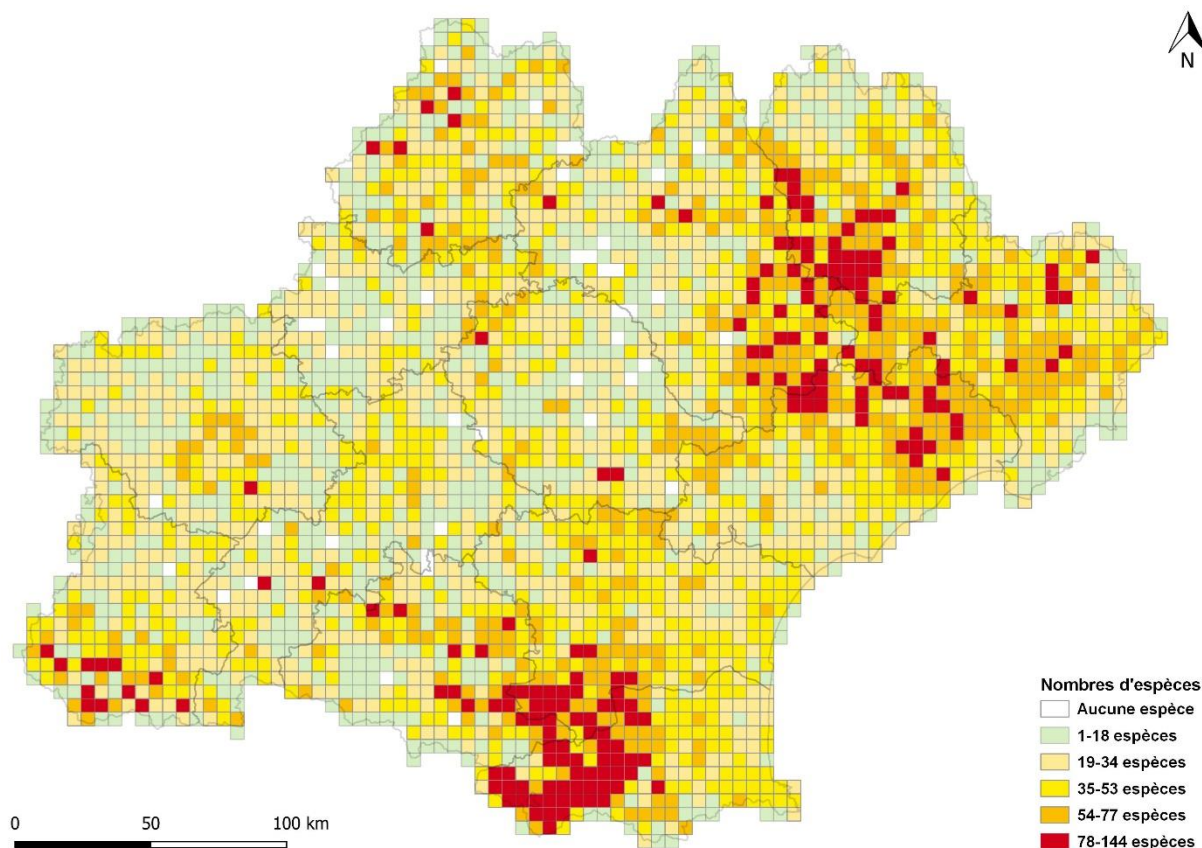 N
Nombres d'espèces
Aucune espèce
1-18 espèces
19-34 espèces
35-53 espèces
54-77 espèces
78-144 espèces
0 50 100 km